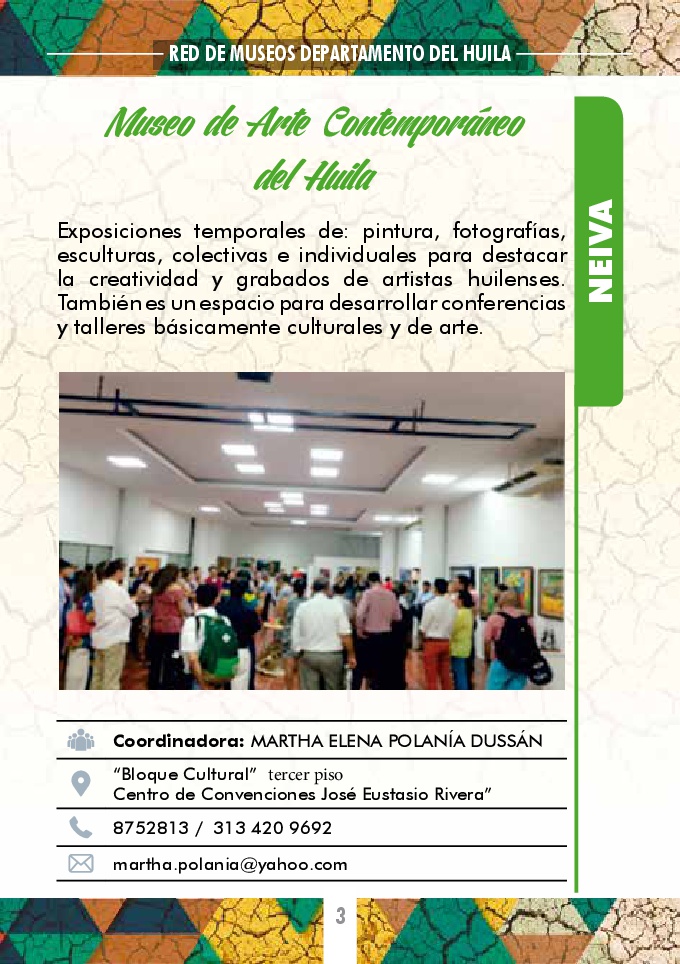 RED DE MUSEOS DEPARTAMENTO DEL HUILA
Museo de Arte Contemporáneo
del Huila
NEIVA
Exposiciones temporales de: pintura, fotografías,
esculturas, colectivas e individuales para destacar
la creatividad y grabados de artistas huilenses.
También es un espacio para desarrollar conferencias
y talleres básicamente culturales y de arte.
Coordinadora: MARTHA ELENA POLANÍA DUSSÁN
“Bloque Cultural” tercer piso
Centro de Convenciones José Eustasio Rivera”
8752813 / 313 420 9692
martha.polania@yahoo.com
3